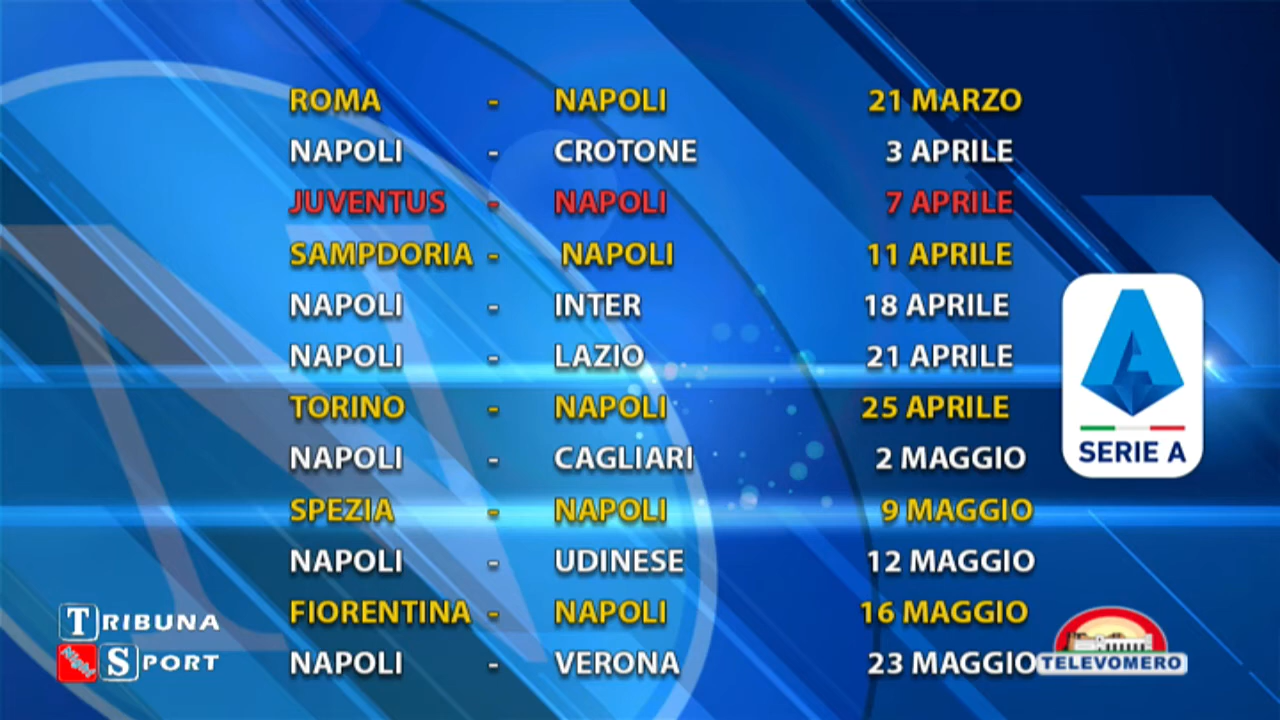 ROMA - NAPOLI 21 MARZO
NAPOLI - CROTONE 3 APRILE
JUVENTUS - NAPOLI 7 APRILE
SAMPDORIA - NAPOLI 11 APRILE
NAPOLI - INTER 18 APRILE
NAPOLI - LAZIO 21 APRILE
TORINO - NAPOLI 25 APRILE
NAPOLI - CAGLIARI 2 MAGGIO
SERIE A
SPEZIA - NAPOLI 9 MAGGIO
NAPOLI - UDINESE 12 MAGGIO
FIORENTINA - NAPOLI 16 MAGGIO
NAPOLI - VERONA 23 MAGGIO
TRIBUNA
SPORT
TELEVOMERO